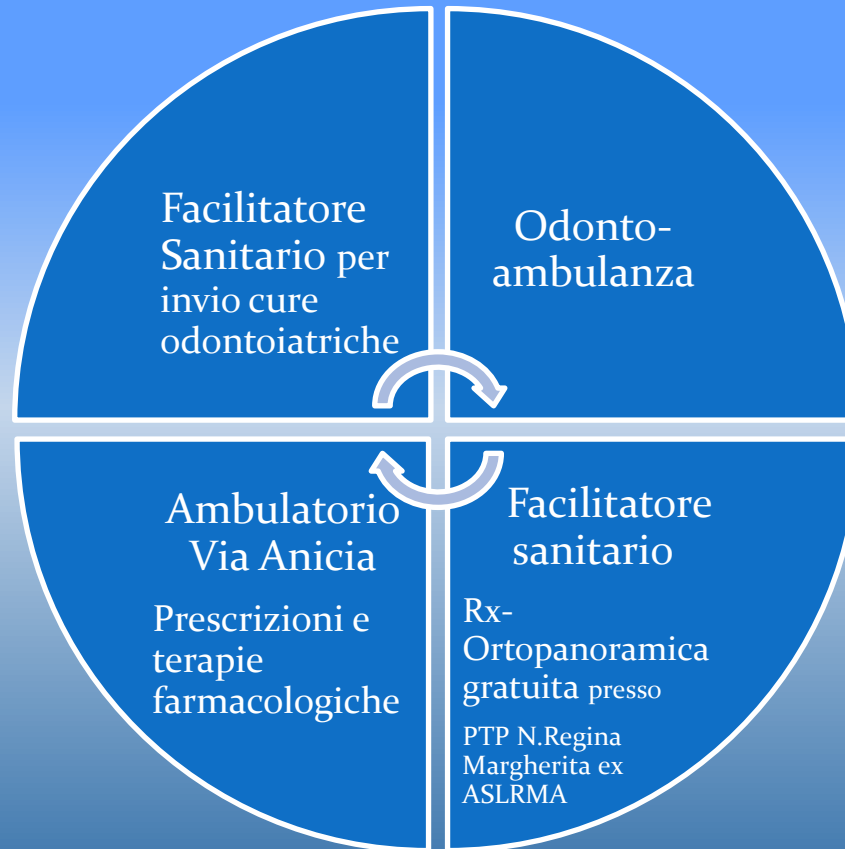 Facilitatore
Sanitario per
invio cure
odontoiatriche
Odonto-
ambulanza
Facilitatore
sanitario
Rx-
Ortopanoramica
gratuita presso
PTP N.Regina
Margherita ex
ASLRMA
Ambulatorio
Via Anicia
Prescrizioni e
terapie
farmacologiche